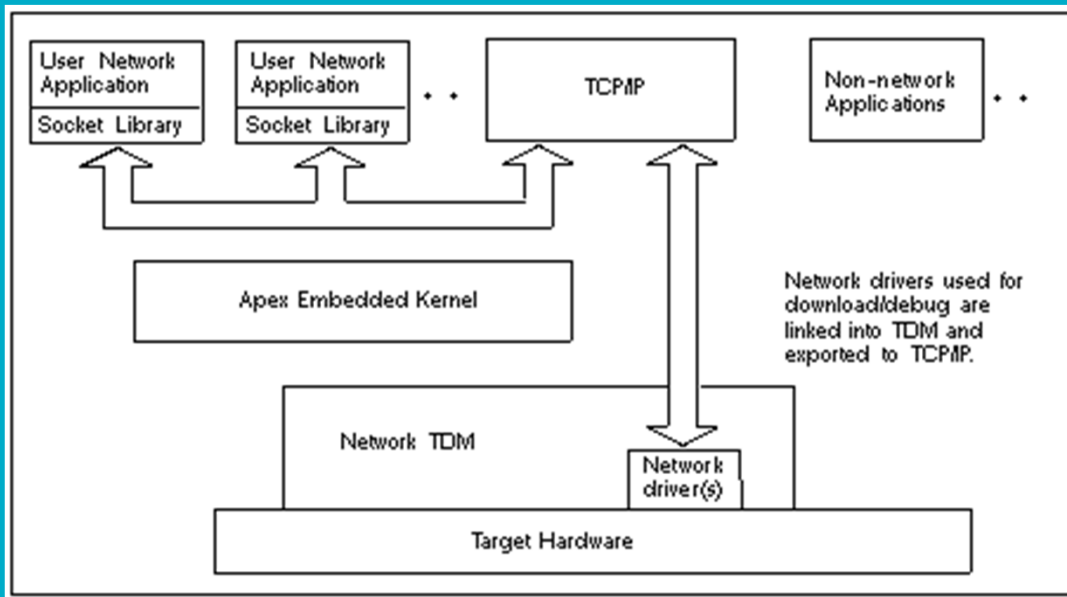 User Network
Application
Socket Library
User Network
Application
Socket Library
TCP/IP
Non-network
Applications
Apex Embedded Kernel
Network drivers used for
download/debug are
linked into TDM and
exported to TCP/IP.
Network TDM
Network
driver(s)
Target Hardware